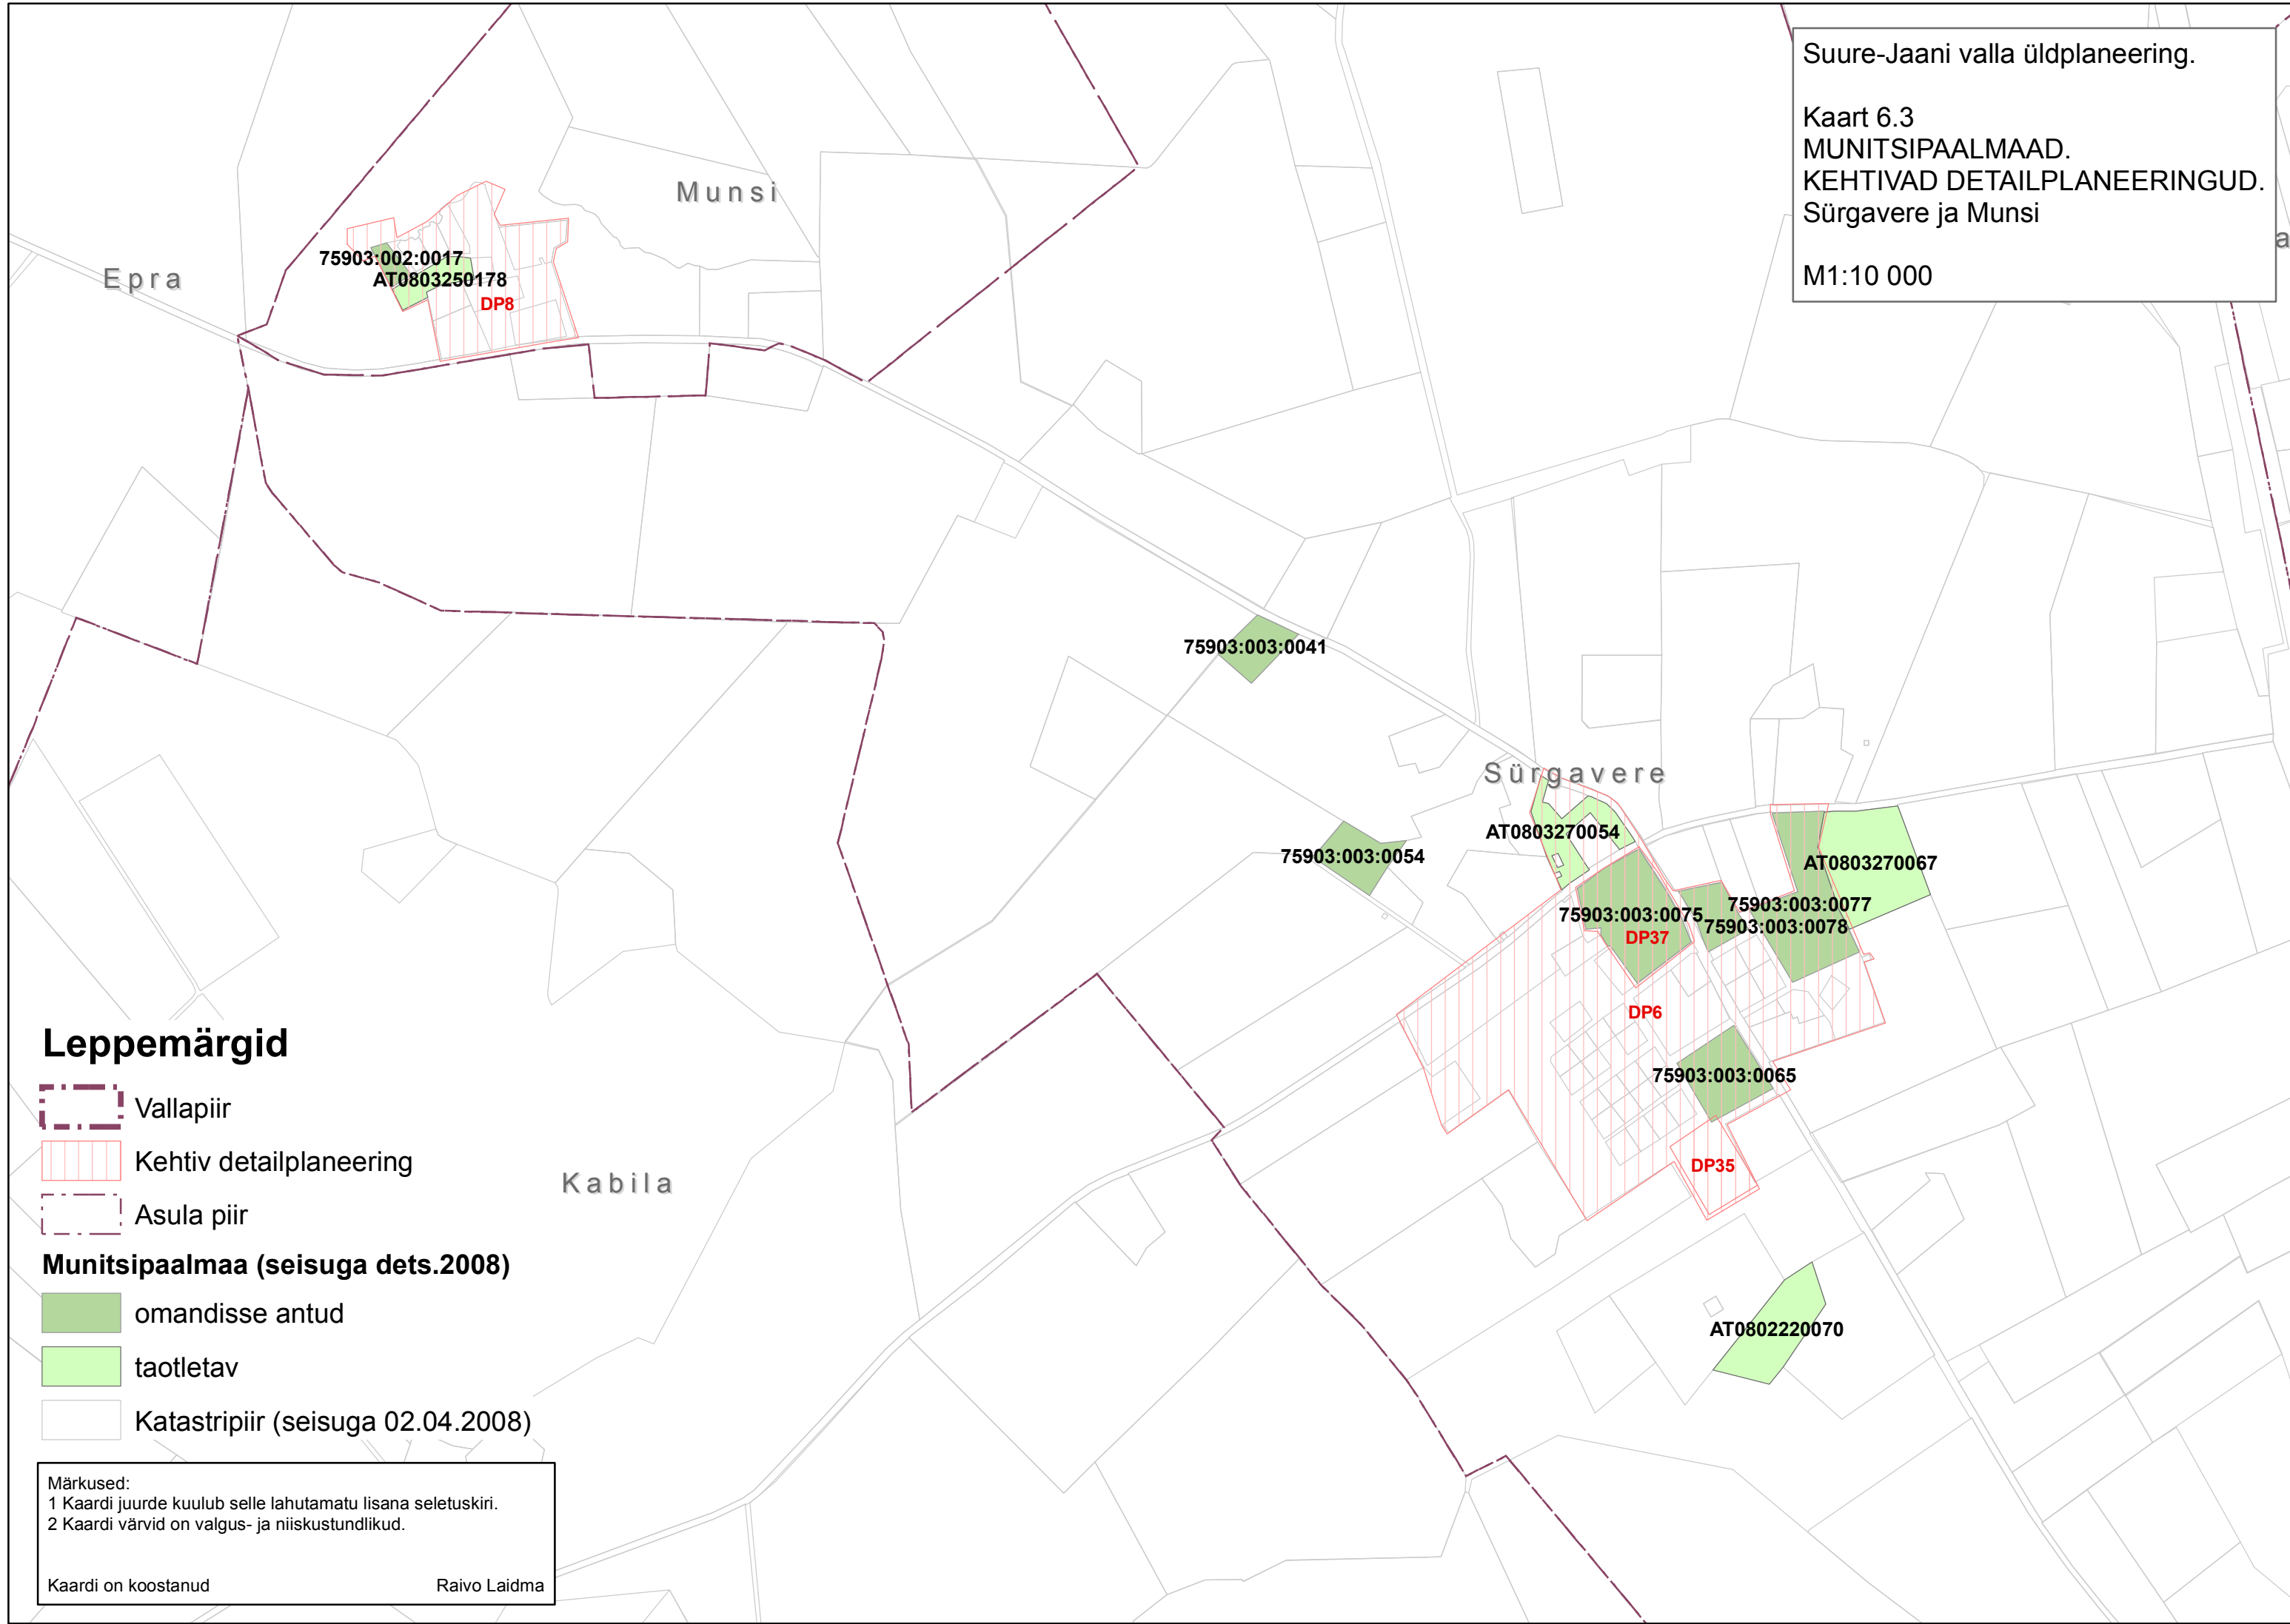 Suure-Jaani valla üldplaneering.
Kaart 6.3
MUNITSIPAALMAAD.
KEHTIVAD DETAILPLANEERINGUD.
Sürgavere ja Munsi
M1:10 000
Munsi
Epra
75903:002:0017
AT0803250178
DP8
75903:003:0041
Sürgavere
AT0803270054
75903:003:0054
AT0803270067
75903:003:0077
75903:003:0075
75903:003:0078
DP37
DP6
75903:003:0065
DP35
Kabila
AT0802220070
Leppemärgid
Vallapiir
Kehtiv detailplaneering
Asula piir
Munitsipaalmaa (seisuga dets.2008)
omandisse antud
taotletav
Katastripiir (seisuga 02.04.2008)
Märkused:
1 Kaardi juurde kuulub selle lahutamatu lisana seletuskiri.
2 Kaardi värvid on valgus- ja niiskustundlikud.
Kaardi on koostanud Raivo Laidma